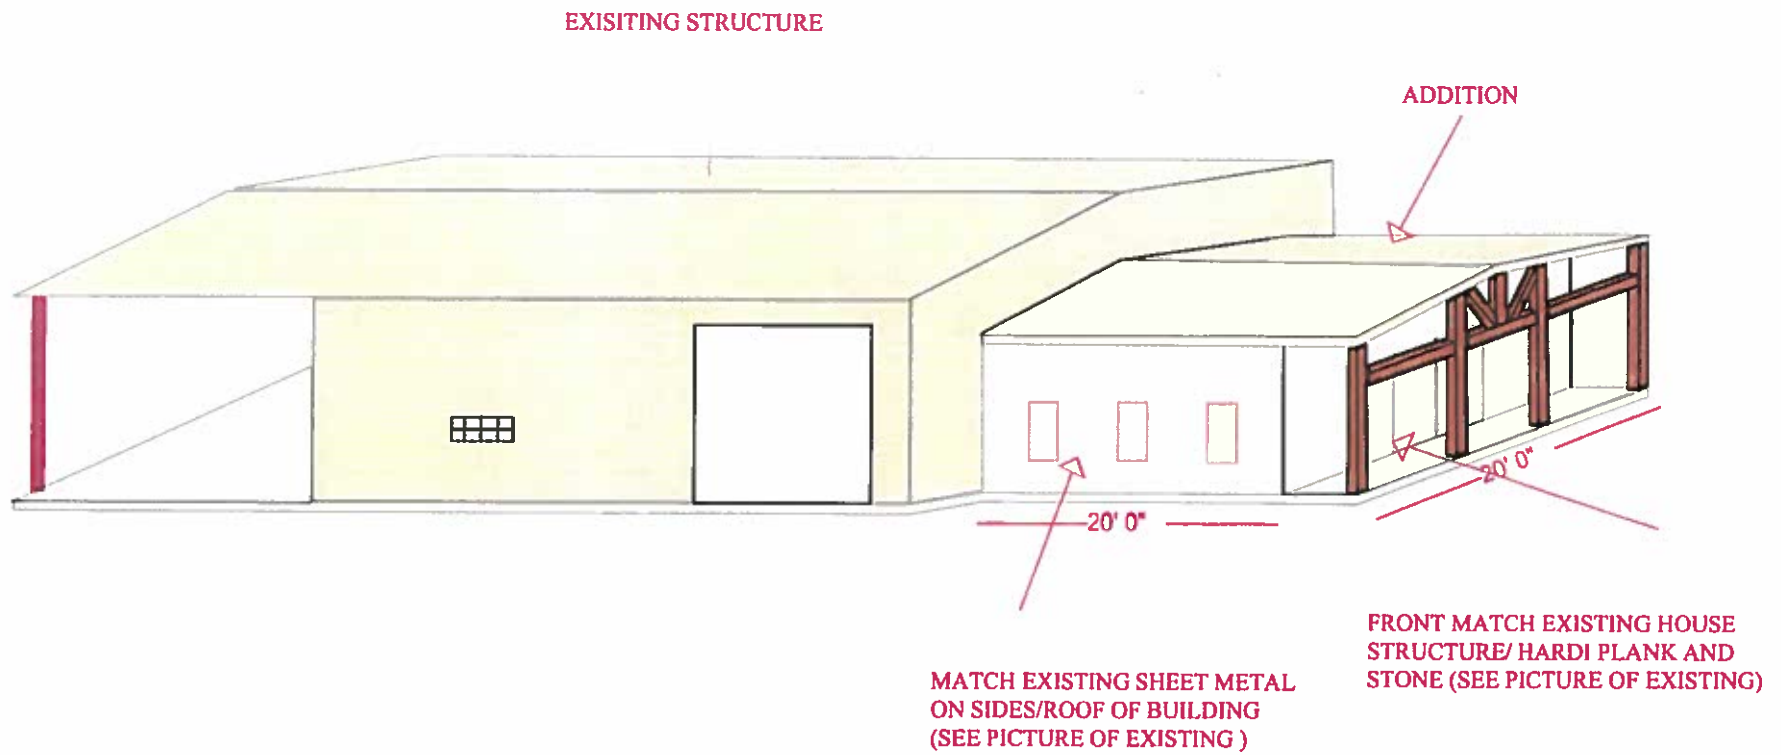 EXISITING STRUCTURE
ADDITION
20' 0"
20' 0"
FRONT MATCH EXISTING HOUSE
STRUCTURE/ HARDI PLANK AND
STONE (SEE PICTURE OF EXISTING)
MATCH EXISTING SHEET METAL
ON SIDES/ROOF OF BUILDING
(SEE PICTURE OF EXISTING )